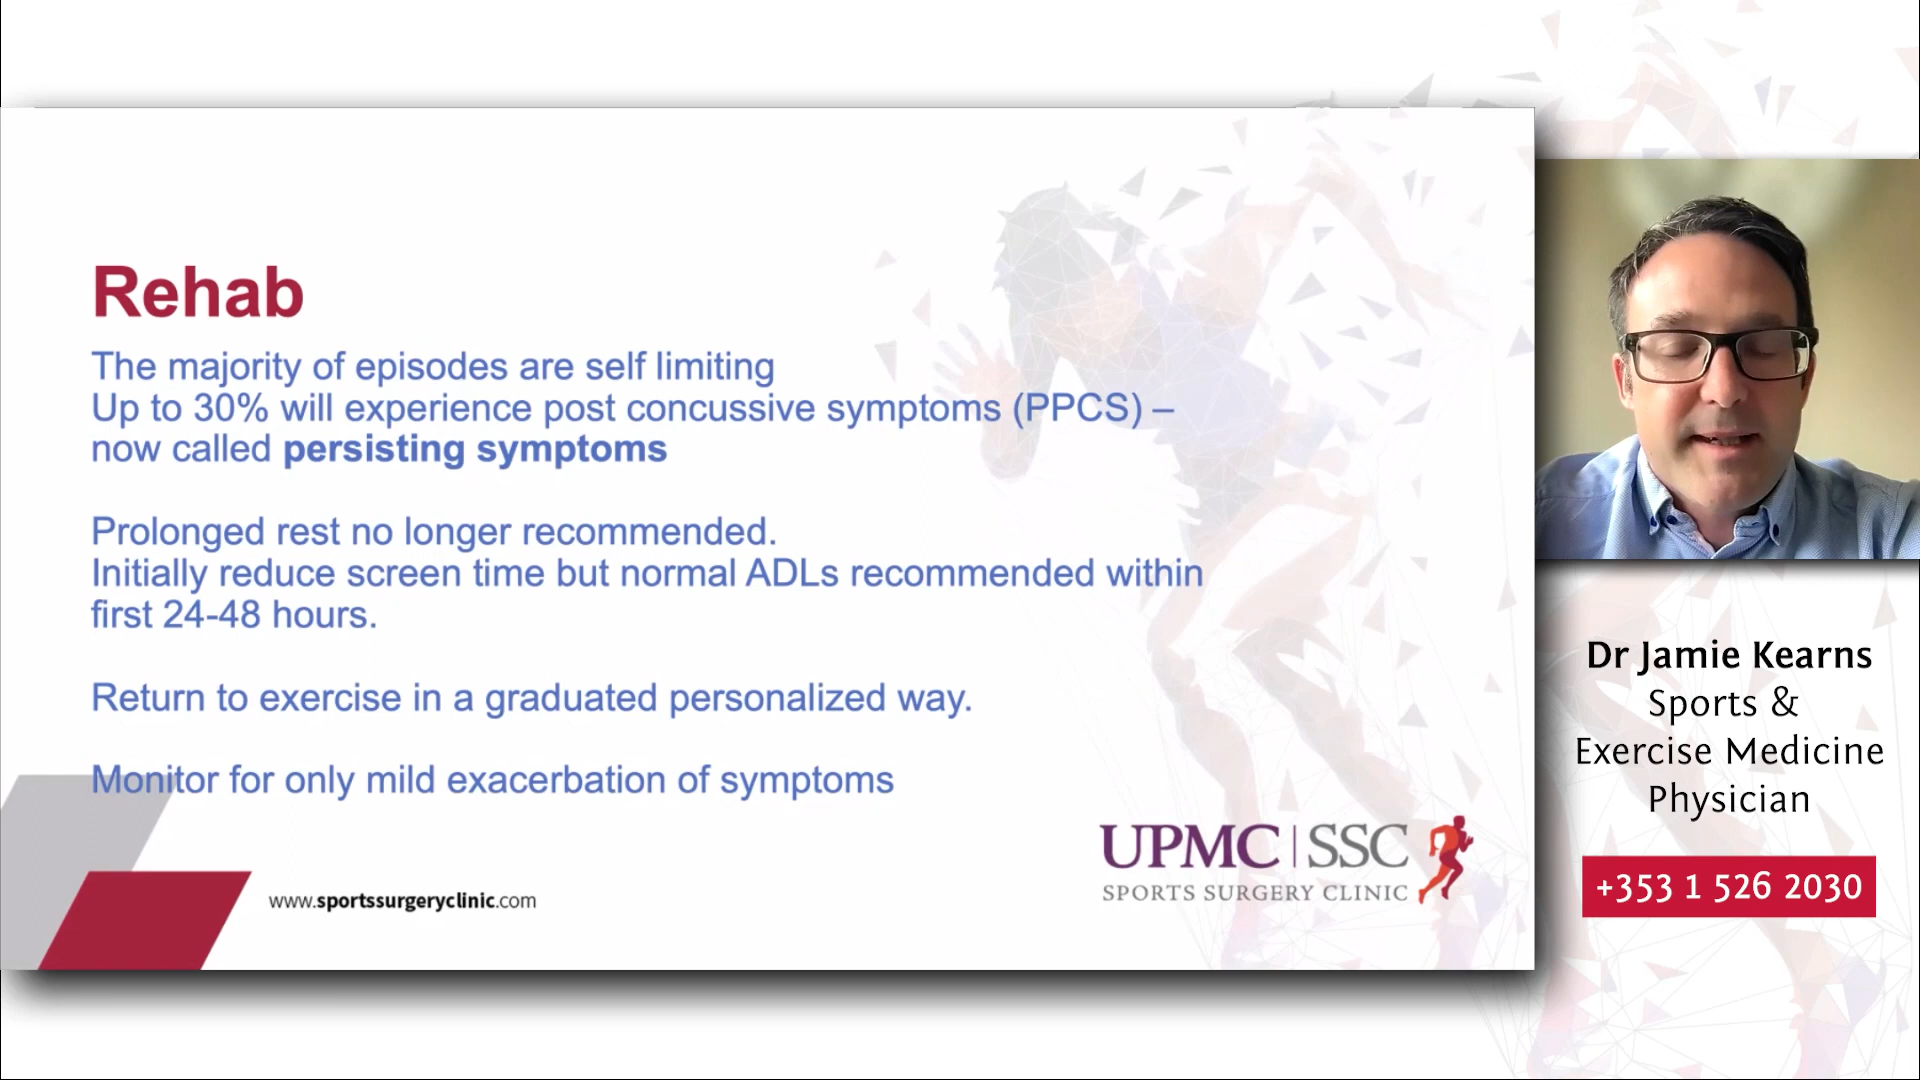 Rehab
The majority of episodes are self limiting
Up to 30% will experience post concussive symptoms (PPCS) –
now called persisting symptoms
Prolonged rest no longer recommended.
Initially reduce screen time but normal ADLs recommended within
first 24-48 hours.
Return to exercise in a graduated personalized way.
Monitor for only mild exacerbation of symptoms
www.sportssurgeryclinic.com
UPMC | SSC
SPORTS SURGERY CLINIC
Dr Jamie Kearns
Sports &
Exercise Medicine
Physician
+353 1 526 2030